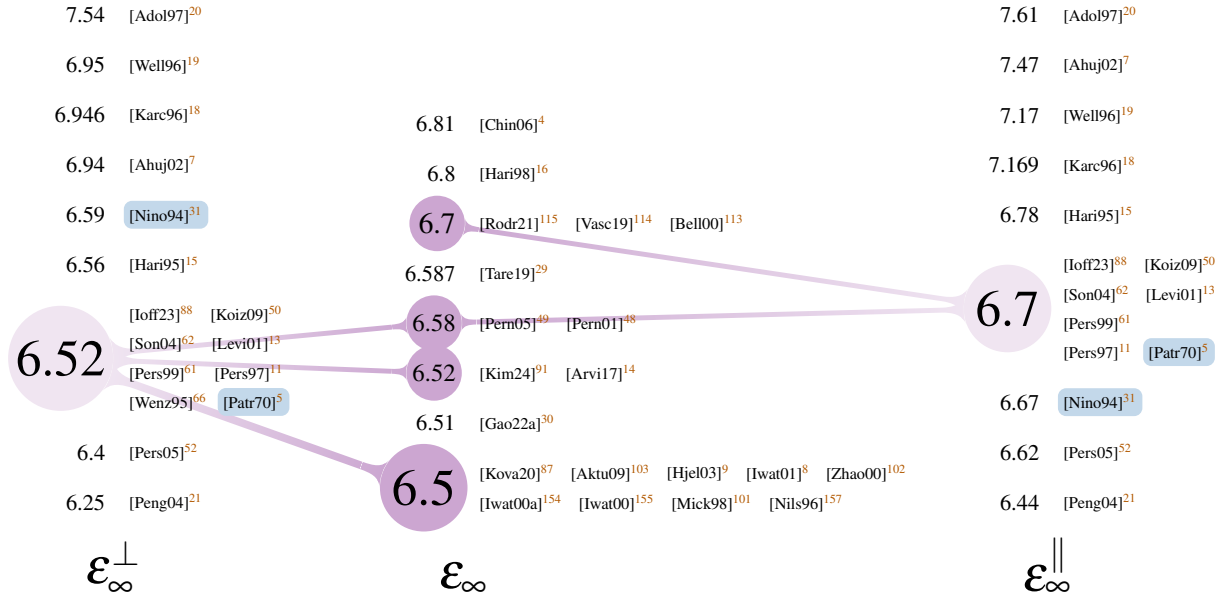 7.54 [Adol97]20
6.95 [Well96]19
6.946 [Karc96]18
6.94 [Ahuj02]7
6.59 [Nino94]31
6.56 [Hari95]15
6.52
[Ioff23]88 [Koiz09]50
[Son04]62 [Levi01]13
[Pers99]61 [Pers97]11
[Wenz95]66 [Patr70]5
6.4 [Pers05]52
6.25 [Peng04]21
ε∞⊥
6.81 [Chin06]4
6.8 [Hari98]16
6.7 [Rodr21]115 [Vasc19]114 [Bell00]113
6.587 [Tare19]29
6.58 [Pern05]49 [Pern01]48
6.52 [Kim24]91 [Arvi17]14
6.51 [Gao22a]30
6.5
[Kova20]87 [Aktu09]103 [Hjel03]9 [Iwat01]8 [Zhao00]102
[Iwat00a]154 [Iwat00]155 [Mick98]101 [Nils96]157
ε∞
7.61 [Adol97]20
7.47 [Ahuj02]7
7.17 [Well96]19
7.169 [Karc96]18
6.78 [Hari95]15
6.7
[Ioff23]88 [Koiz09]50
[Son04]62 [Levi01]13
[Pers99]61
[Pers97]11 [Patr70]5
6.67 [Nino94]31
6.62 [Pers05]52
6.44 [Peng04]21
ε∞∥